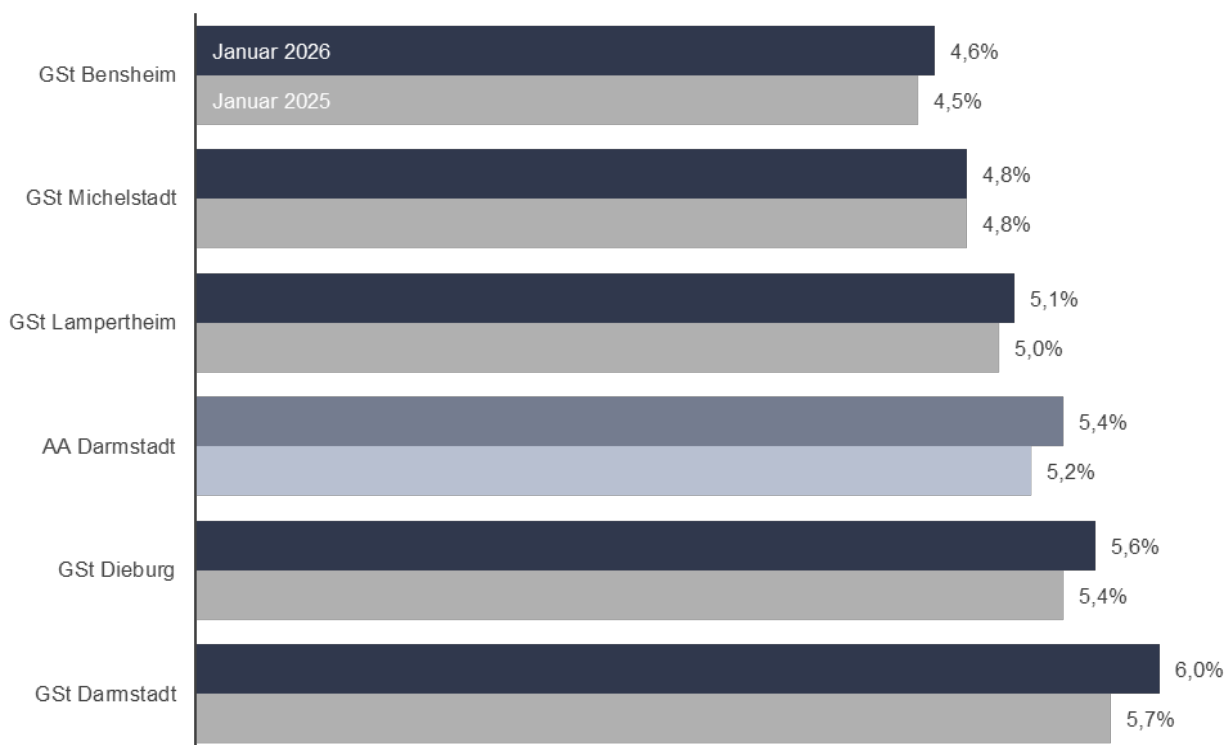 Januar 2026
4,6%
GSt Bensheim
Januar 2025
4,5%
4,8%
GSt Michelstadt
4,8%
5,1%
GSt Lampertheim
5,0%
5,4%
AA Darmstadt
5,2%
5,6%
GSt Dieburg
5,4%
6,0%
GSt Darmstadt
5,7%